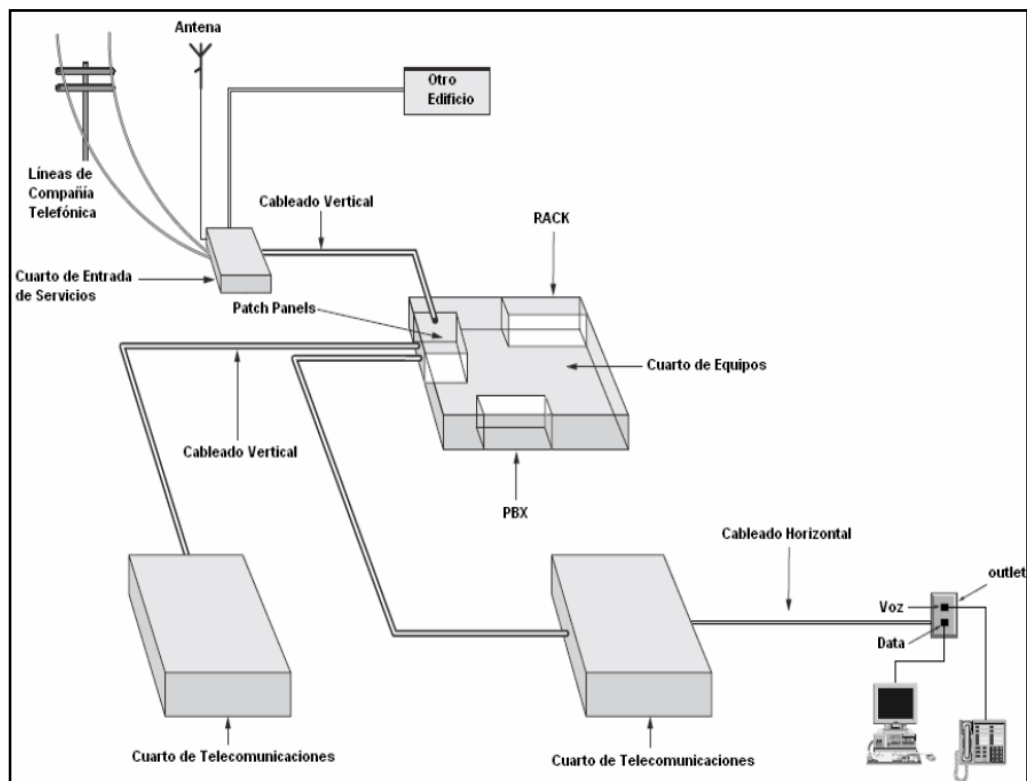 Antena
Otro
Edificio
Líneas de
Compañía
Telefónica
Cableado Vertical
RACK
Cuarto de Entrada
de Servicios
Patch Panels
Cuarto de Equipos
Cableado Vertical
PBX
Cableado Horizontal
outlet
Voz
Data
Cuarto de Telecomunicaciones
Cuarto de Telecomunicaciones